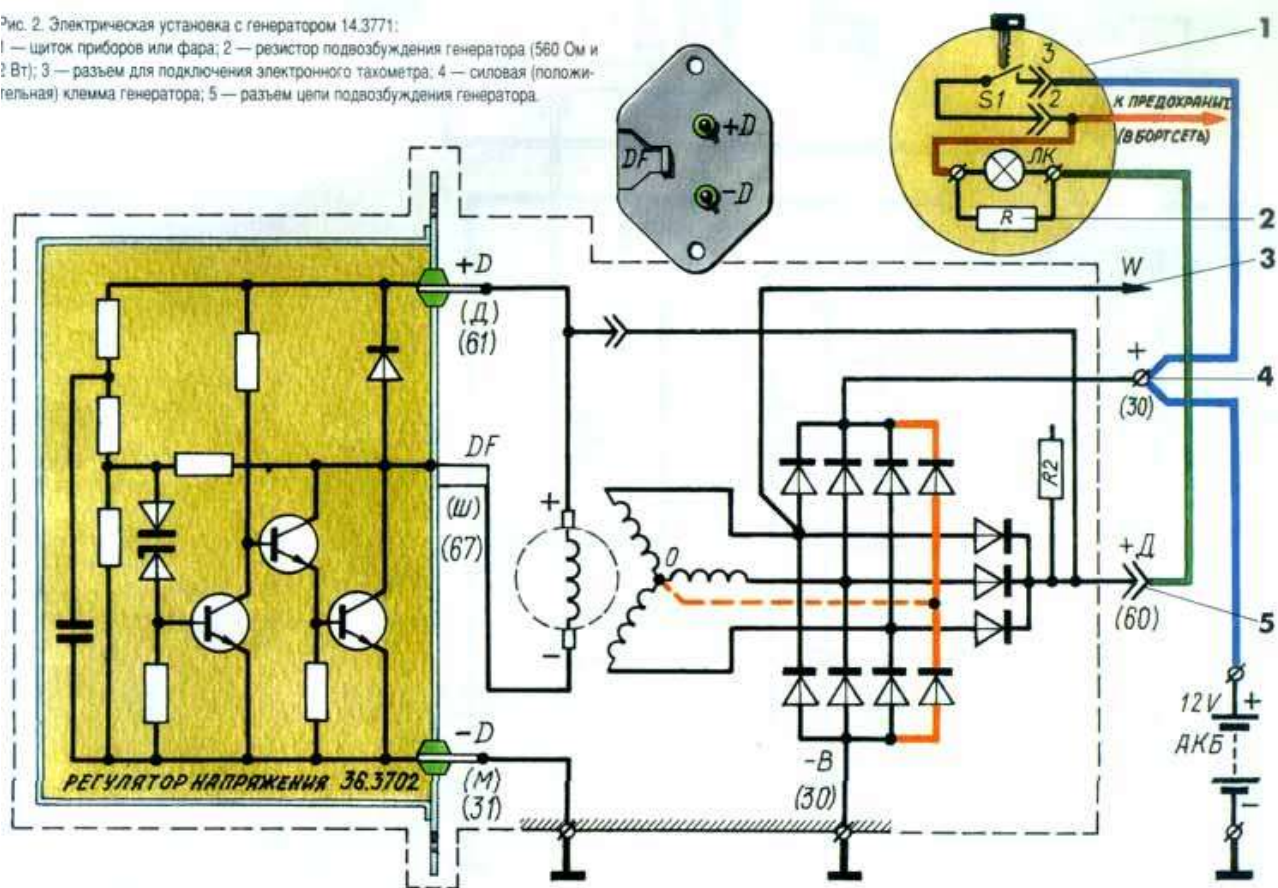 Рис. 2. Электрическая установка с генератором 14.3771:
1 — щиток приборов или фара; 2 — резистор подвозбуждения генератора (560 Ом и
2 Вт); 3 — разъем для подключения электронного тахометра; 4 — силовая (положи-
тельная) клемма генератора; 5 — разъем цепи подвозбуждения генератора.
+D
DF
-D
1
3
S1
2
К ПРЕДОХРАНИТ
(В БОРТСЕТЬ)
ЛК
R
2
3
W
+D
(Д)
(61)
+
4
(30)
DF
(Ш)
(67)
+
-
0
R2
+Д
(60)
5
12V
+
АКБ
-
-D
(М)
(31)
-В
(30)
РЕГУЛЯТОР НАПРЯЖЕНИЯ 36.3702